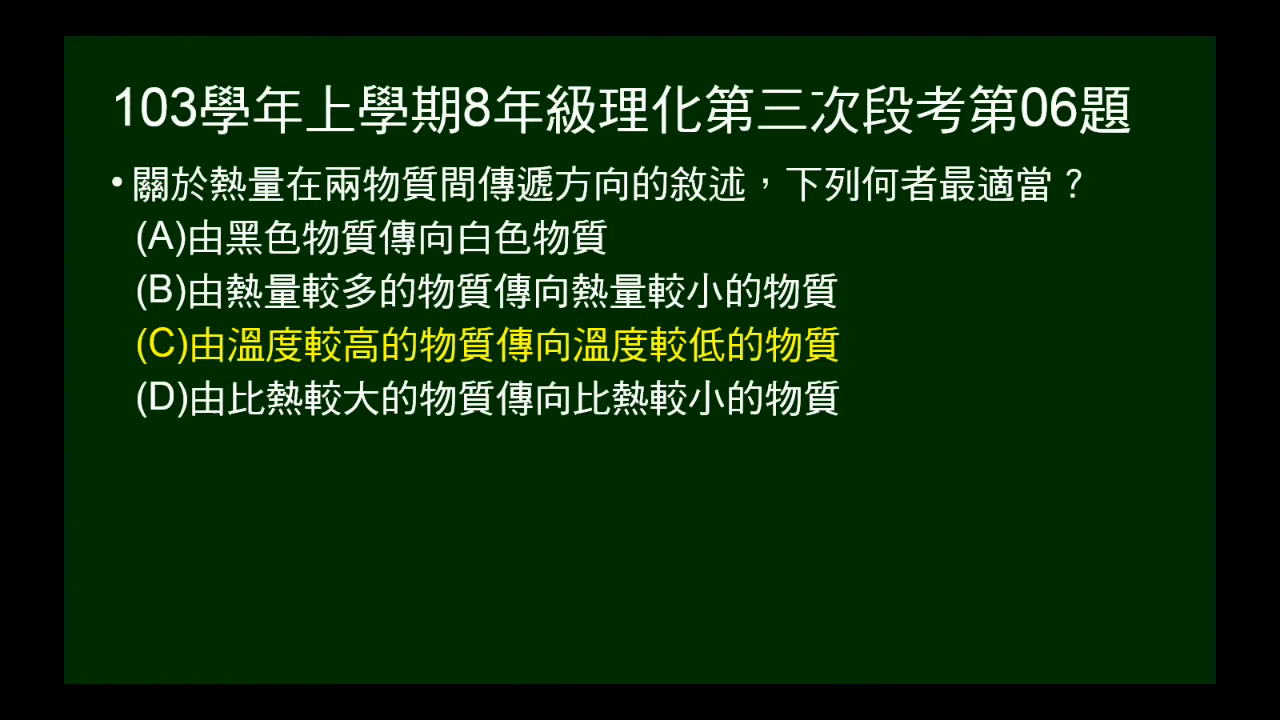 103學年上學期8年級理化第三次段考第06題
•關於熱量在兩物質間傳遞方向的敘述，下列何者最適當？
(A)由黑色物質傳向白色物質
(B)由熱量較多的物質傳向熱量較小的物質
(C)由溫度較高的物質傳向溫度較低的物質
(D)由比熱較大的物質傳向比熱較小的物質